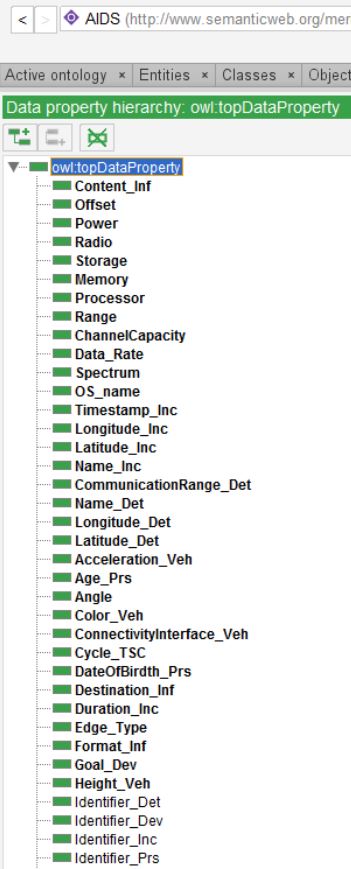 < > AIDS (http://www.semanticweb.org/mer
Active ontology × Entities × Classes × Object
Data property hierarchy: owl:topDataProperty
owl:topDataProperty
Content_Inf
Offset
Power
Radio
Storage
Memory
Processor
Range
ChannelCapacity
Data_Rate
Spectrum
OS_name
Timestamp_Inc
Longitude_Inc
Latitude_Inc
Name_Inc
CommunicationRange_Det
Name_Det
Longitude_Det
Latitude_Det
Acceleration_Veh
Age_Prs
Angle
Color_Veh
ConnectivityInterface_Veh
Cycle_TSC
DateOfBirdth_Prs
Destination_Inf
Duration_Inc
Edge_Type
Format_Inf
Goal_Dev
Height_Veh
Identifier_Det
Identifier_Dev
Identifier_Inc
Identifier_Prs